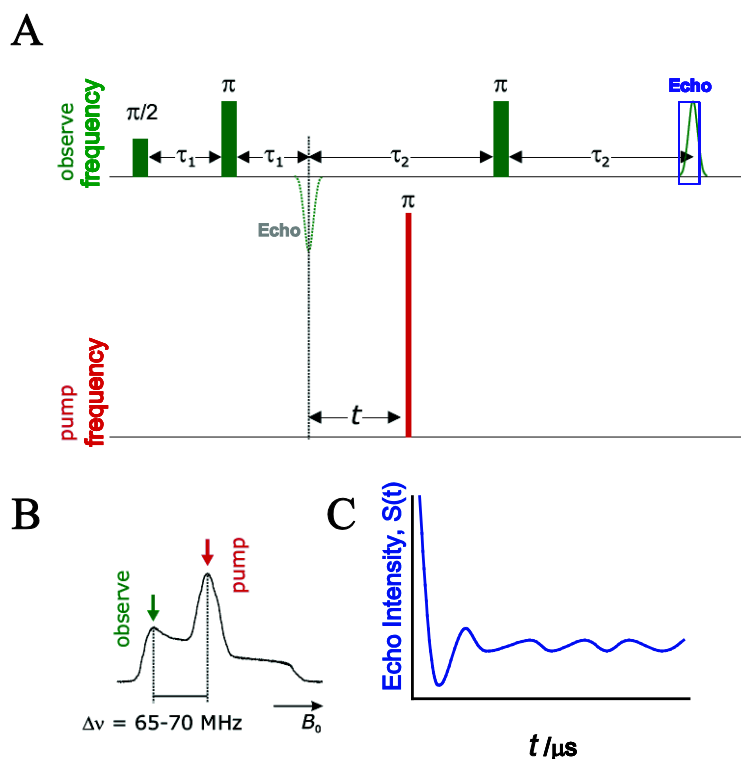 A
Echo
π/2
π
π
observe
frequency
τ1
τ1
τ2
τ2
Echo
π
pump
frequency
t
B
observe
pump
Δν = 65-70 MHz
B0
C
Echo Intensity, S(t)
t /µs